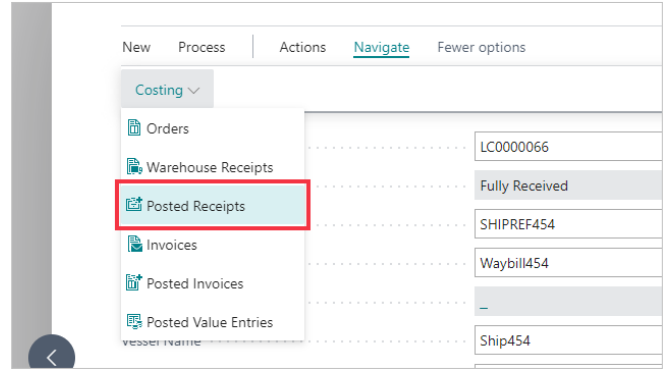 New Process Actions Navigate Fewer options
Costing
Orders
LC0000066
Warehouse Receipts
Fully Received
Posted Receipts
SHIPREF454
Invoices
Waybill454
Posted Invoices
_
Posted Value Entries
Vessel Name Ship454